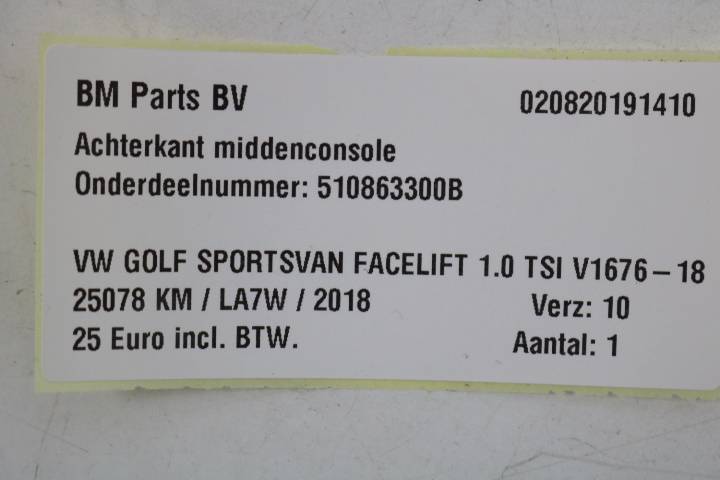 BM Parts BV 020820191410
Achterkant middenconsole
Onderdeelnummer: 510863300B
VW GOLF SPORTSVAN FACELIFT 1.0 TSI V1676-18
25078 KM / LA7W / 2018 Verz: 10
25 Euro incl. BTW. Aantal: 1